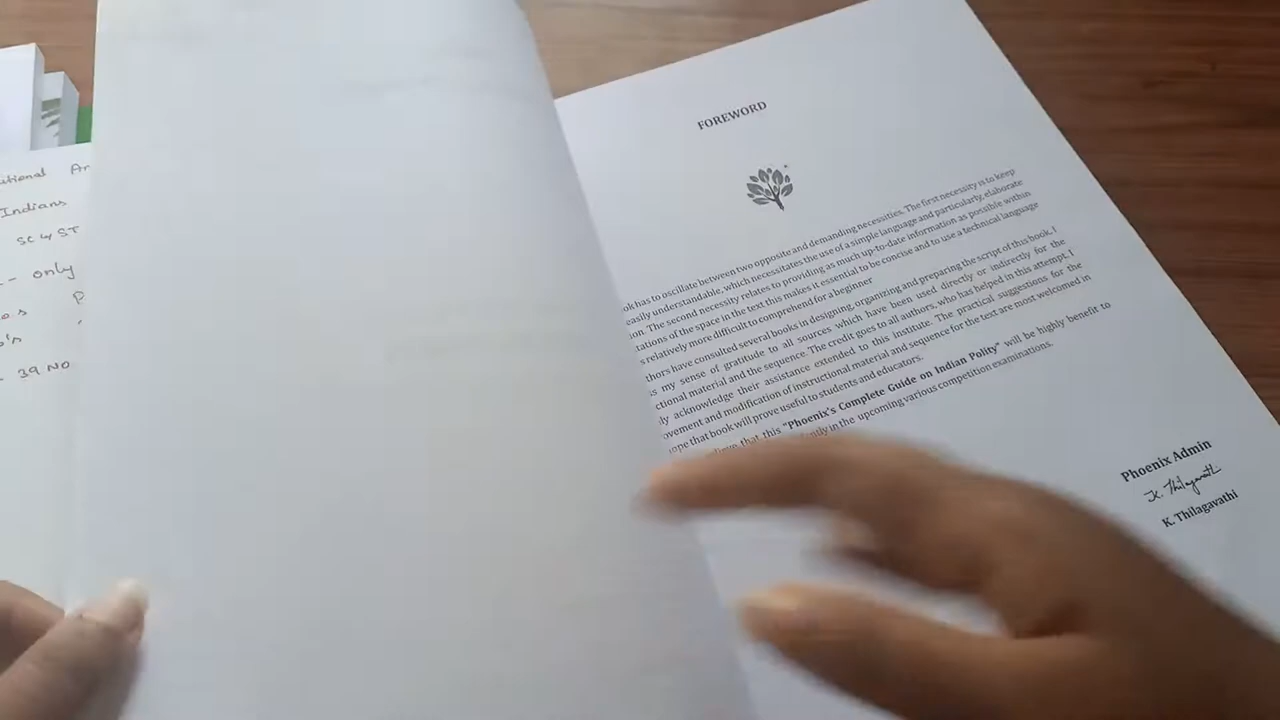 utional Ar
Indians
SC & ST
- only
os P
o's
- 39 NO
FOREWORD
ok has to oscillate between two opposite and demanding necessities. The first necessity is to keep
easily understandable, which necessitates the use of a simple language and particularly, elaborate
ion. The second necessity relates to providing as much up-to-date information as possible within
tations of the space in the text this makes it essential to be concise and to use a technical language
s relatively more difficult to comprehend for a beginner
thors have consulted several books in designing, organizing and preparing the script of this book, I
is my sense of gratitude to all sources which have been used directly or indirectly for the
ctional material and the sequence. The credit goes to all authors, who has helped in this attempt. I
ly acknowledge their assistance extended to this institute. The practical suggestions for the
ovement and modification of instructional material and sequence for the text are most welcomed in
ope that book will prove useful to students and educators.
lieve that this "Phoenix's Complete Guide on Indian Polity" will be highly benefit to
ently in the upcoming various competition examinations.
Phoenix Admin
K. Thilagavathi
K. Thilagavathi